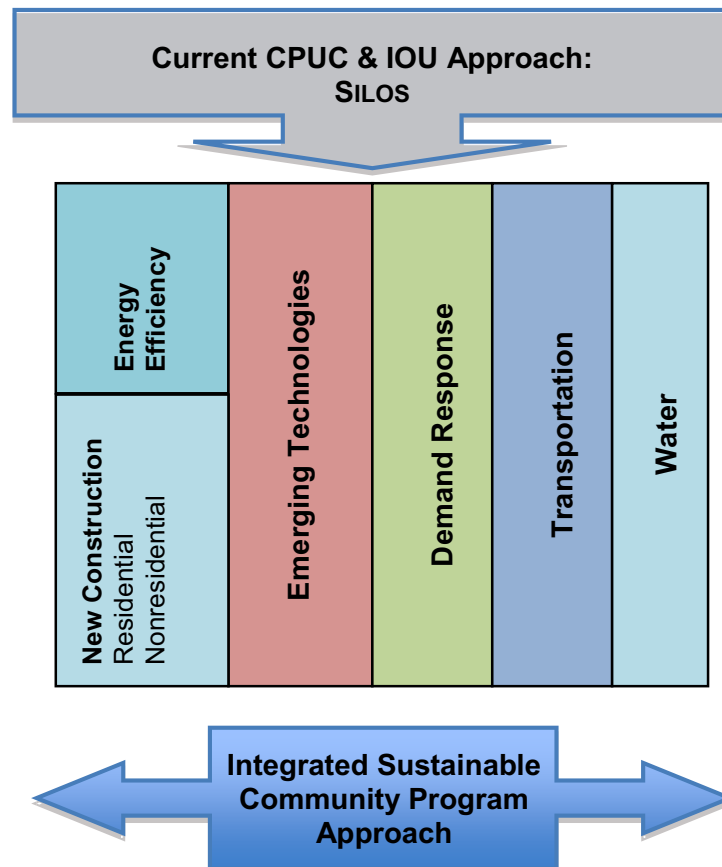 Current CPUC & IOU Approach:
SILOS
Energy
Efficiency
New Construction
Residential
Nonresidential
Emerging Technologies
Demand Response
Transportation
Water
Integrated Sustainable
Community Program
Approach